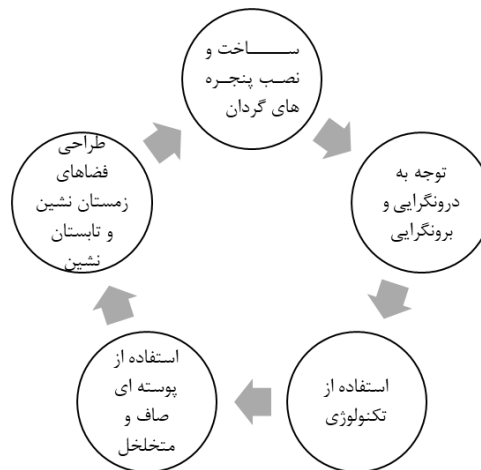 ساخت و
نصب پنجره
های گردان
توجه به
درونگرایی و
برونگرایی
استفاده از
تکنولوژی
استفاده از
پوسته ای
صاف و
متخلخل
طراحی
فضاهای
زمستان نشین
و تابستان
نشین